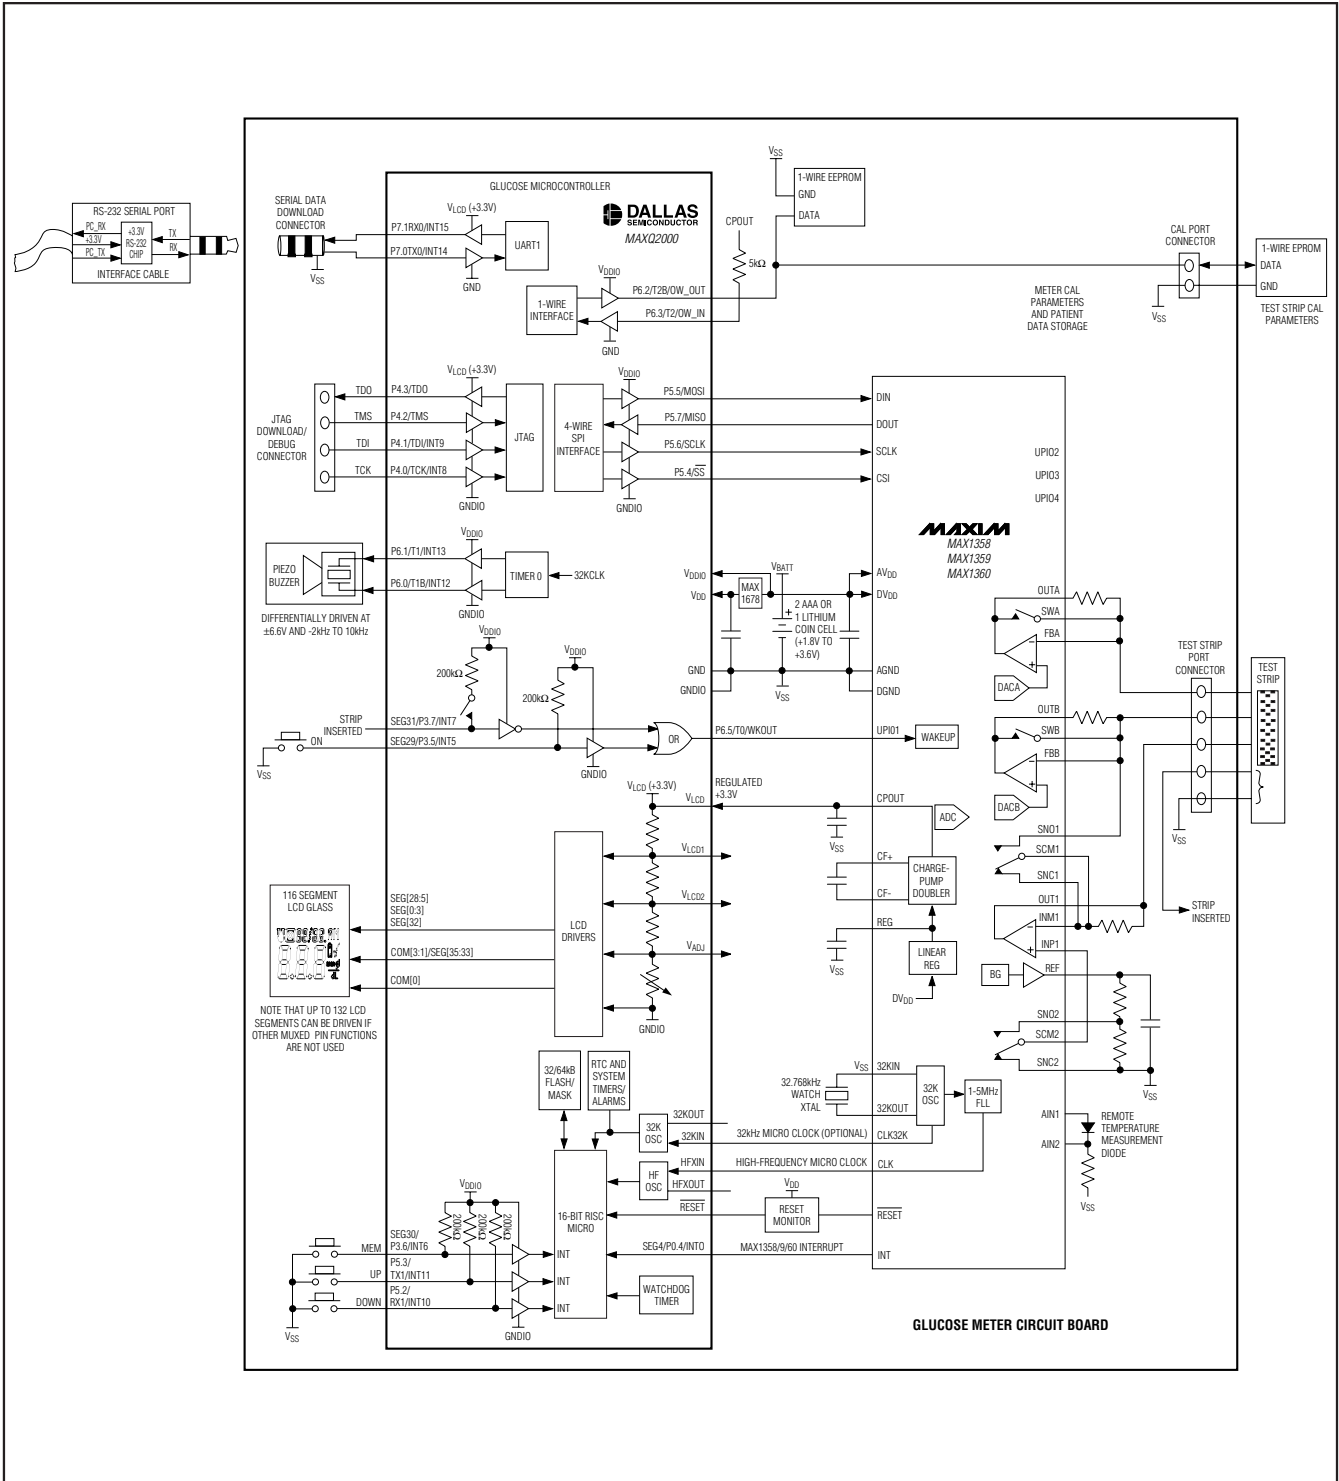 RS-232 SERIAL PORT
PC_RX
+3.3V
PC_TX
+3.3V
RS-232
CHIP
TX
RX
INTERFACE CABLE
SERIAL DATA
DOWNLOAD
CONNECTOR
VSS
GLUCOSE MICROCONTROLLER
DALLAS
SEMICONDUCTOR
MAXQ2000
VLCD (+3.3V)
P7.1RX0/INT15
P7.0TX0/INT14
UART1
GND
VDDIO
1-WIRE
INTERFACE
P6.2/T2B/OW_OUT
P6.3/T2/OW_IN
GND
CPOUT
5kΩ
VSS
1-WIRE EEPROM
GND
DATA
METER CAL
PARAMETERS
AND PATIENT
DATA STORAGE
CAL PORT
CONNECTOR
VSS
1-WIRE EPROM
DATA
GND
TEST STRIP CAL
PARAMETERS
JTAG
DOWNLOAD/
DEBUG
CONNECTOR
TDO
TMS
TDI
TCK
P4.3/TDO
P4.2/TMS
P4.1/TDI/INT9
P4.0/TCK/INT8
VLCD (+3.3V)
JTAG
GNDIO
4-WIRE
SPI
INTERFACE
VDDIO
GNDIO
P5.5/MOSI
P5.7/MISO
P5.6/SCLK
P5.4/SS
DIN
DOUT
SCLK
CSI
UPIO2
UPIO3
UPIO4
MAXIM
MAX1358
MAX1359
MAX1360
PIEZO
BUZZER
P6.1/T1/INT13
P6.0/T1B/INT12
VDDIO
GNDIO
TIMER 0
32KCLK
DIFFERENTIALLY DRIVEN AT
±6.6V AND -2kHz TO 10kHz
VDDIO
VDD
MAX
1678
VBATT
+
2 AAA OR
1 LITHIUM
COIN CELL
(+1.8V TO
+3.6V)
AVDD
DVDD
GND
GNDIO
VSS
AGND
DGND
VDDIO
200kΩ
VDDIO
200kΩ
STRIP
INSERTED
SEG31/P3.7/INT7
ON
SEG29/P3.5/INT5
VSS
GNDIO
OR
P6.5/T0/WKOUT
UPI01
WAKEUP
OUTA
SWA
FBA
-
+
DACA
OUTB
SWB
FBB
-
+
DACB
TEST STRIP
PORT
CONNECTOR
TEST
STRIP
VSS
STRIP
INSERTED
VLCD (+3.3V)
VLCD
REGULATED
+3.3V
CPOUT
ADC
VSS
VLCD1
VLCD2
VADJ
GNDIO
LCD
DRIVERS
CF+
CF-
CHARGE-
PUMP
DOUBLER
REG
VSS
LINEAR
REG
DVDD
SNO1
SCM1
SNC1
OUT1
INM1
INP1
-
+
BG
REF
SNO2
SCM2
SNC2
VSS
116 SEGMENT
LCD GLASS
SEG[28:5]
SEG[0:3]
SEG[32]
COM[3:1]/SEG[35:33]
COM[0]
NOTE THAT UP TO 132 LCD
SEGMENTS CAN BE DRIVEN IF
OTHER MUXED PIN FUNCTIONS
ARE NOT USED
32/64kB
FLASH/
MASK
RTC AND
SYSTEM
TIMERS/
ALARMS
32K
OSC
32KOUT
32KIN
HF
OSC
HFXIN
HFXOUT
RESET
32.768kHz
WATCH
XTAL
VSS
32KIN
32KOUT
32K
OSC
1-5MHz
FLL
32kHz MICRO CLOCK (OPTIONAL)
CLK32K
HIGH-FREQUENCY MICRO CLOCK
CLK
VDD
RESET
MONITOR
RESET
AIN1
AIN2
REMOTE
TEMPERATURE
MEASUREMENT
DIODE
VSS
16-BIT RISC
MICRO
INT
INT
INT
SEG4/P0.4/INTO
MAX1358/9/60 INTERRUPT
INT
WATCHDOG
TIMER
VDDIO
200kΩ
200kΩ
200kΩ
MEM
SEG30/
P3.6/INT6
UP
P5.3/
TX1/INT11
DOWN
P5.2/
RX1/INT10
VSS
GNDIO
GLUCOSE METER CIRCUIT BOARD